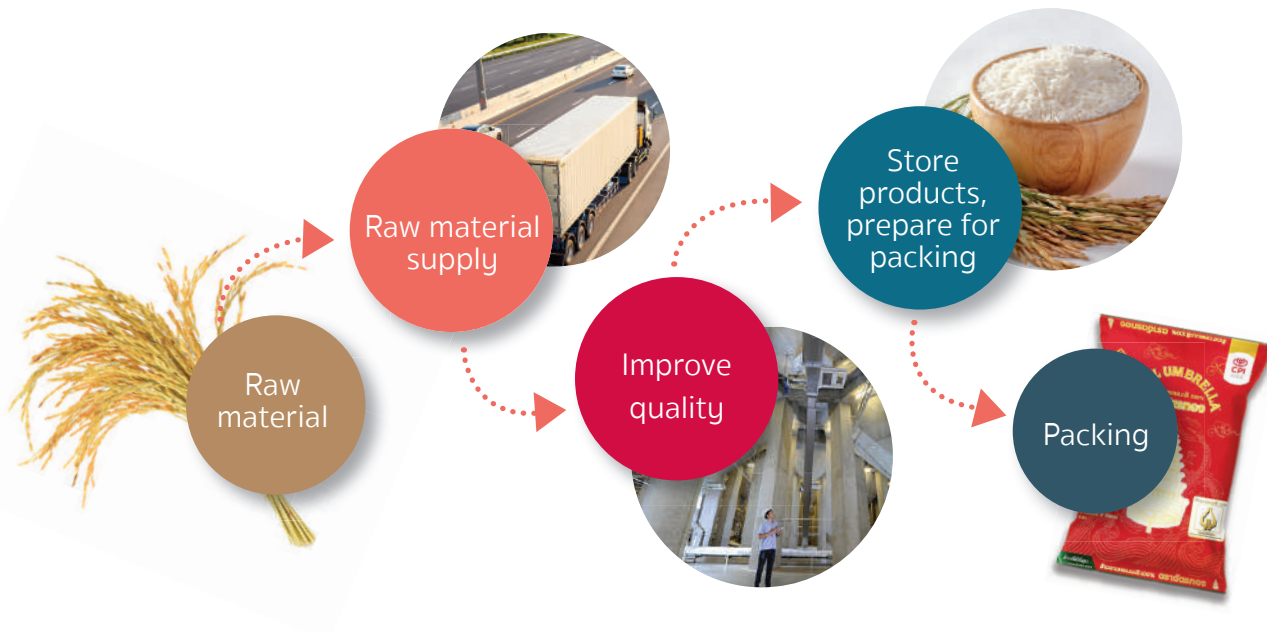 Raw
material
Raw material
supply
Improve
quality
Store
products,
prepare for
packing
Packing
CPI
UMBRELLA